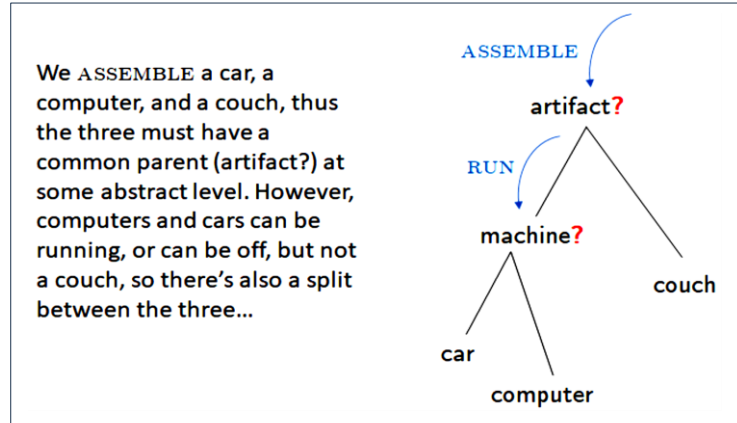 We ASSEMBLE a car, a
computer, and a couch, thus
the three must have a
common parent (artifact?) at
some abstract level. However,
computers and cars can be
running, or can be off, but not
a couch, so there's also a split
between the three...
ASSEMBLE
artifact?
RUN
machine?
couch
car
computer